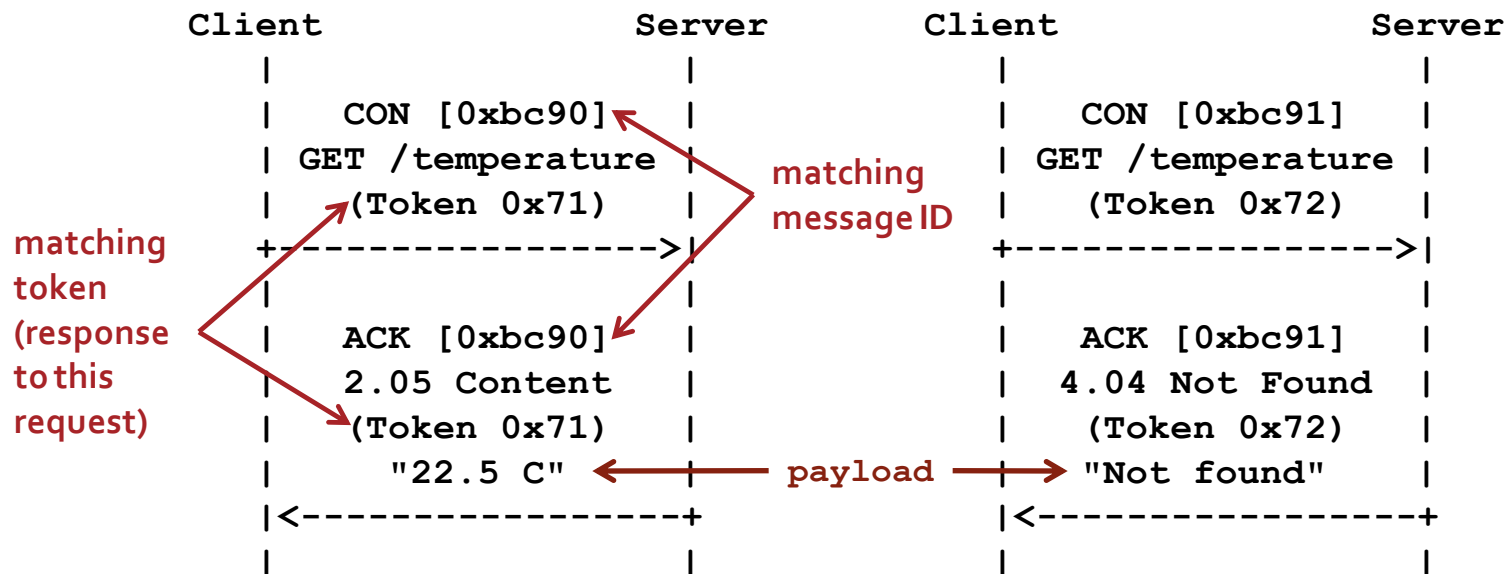 Client Server Client Server
CON [0xbc90] CON [0xbc91]
GET /temperature GET /temperature
(Token 0x71) (Token 0x72)
matching
message ID
matching
token
(response
to this
request)
ACK [0xbc90] ACK [0xbc91]
2.05 Content 4.04 Not Found
(Token 0x71) (Token 0x72)
"22.5 C" payload "Not found"